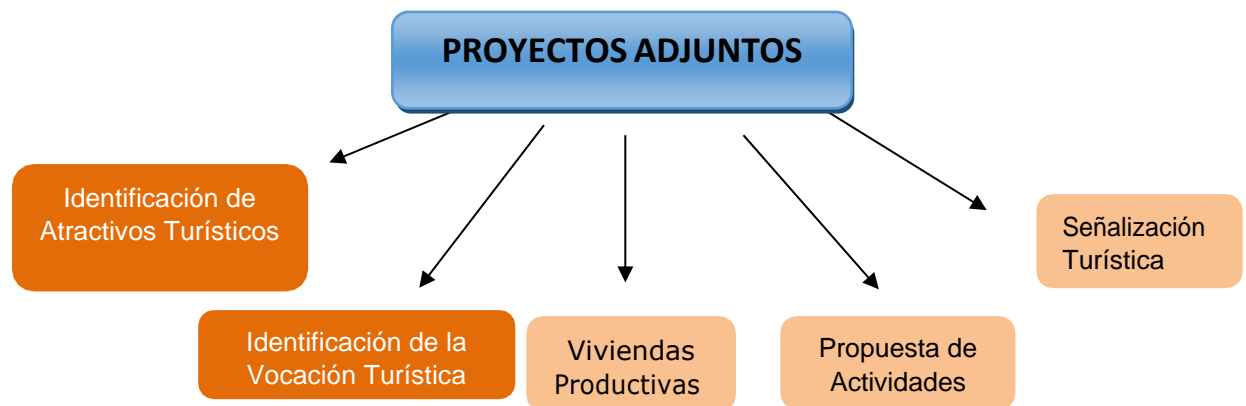 PROYECTOS ADJUNTOS
Identificación de
Atractivos Turísticos
Señalización
Turística
Identificación de la
Vocación Turística
Viviendas
Productivas
Propuesta de
Actividades